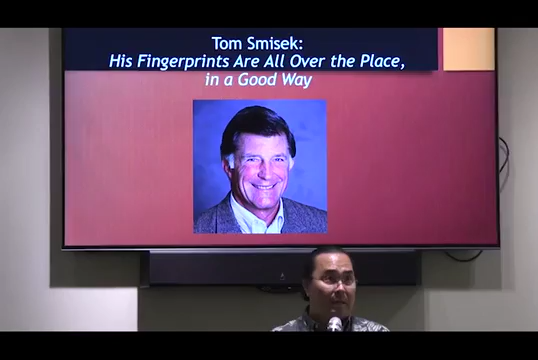 Tom Smisek:
His Fingerprints Are All Over the Place,
in a Good Way